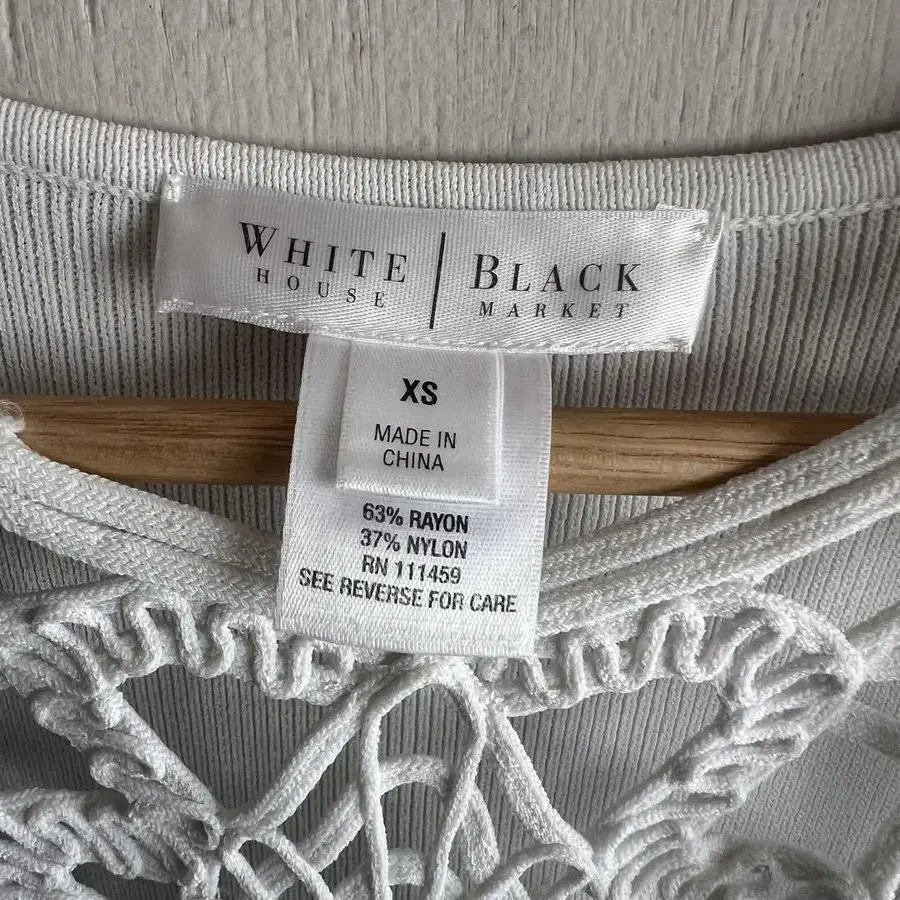 WHITE HOUSE | BLACK MARKET
XS
MADE IN
CHINA
63% RAYON
37% NYLON
RN 111459
SEE REVERSE FOR CARE